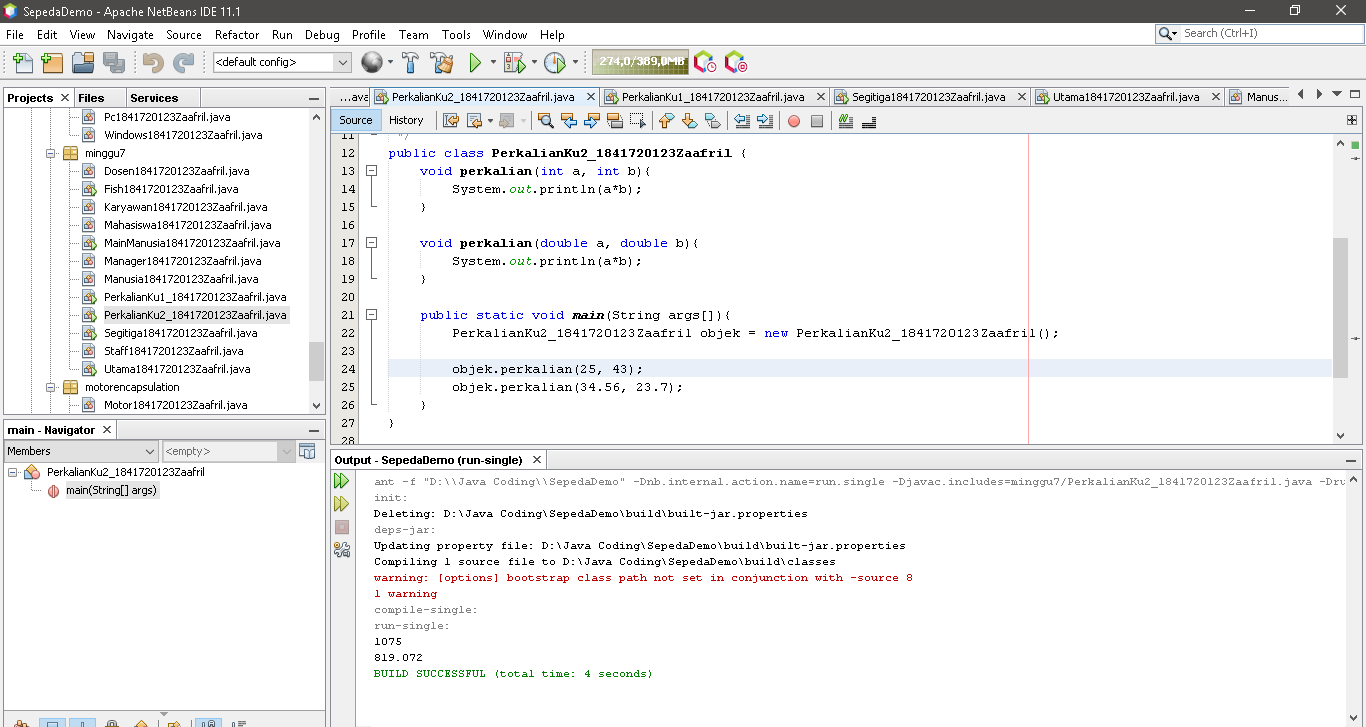 SepedaDemo - Apache NetBeans IDE 11.1
File Edit View Navigate Source Refactor Run Debug Profile Team Tools Window Help
Search (Ctrl+I)
<default config>
274,0/389,0MB
Projects Files Services
Pc1841720123Zaafril.java
Windows1841720123Zaafril.java
minggu7
Dosen1841720123Zaafril.java
Fish1841720123Zaafril.java
Karyawan1841720123Zaafril.java
Mahasiswa1841720123Zaafril.java
MainManusia1841720123Zaafril.java
Manager1841720123Zaafril.java
Manusia1841720123Zaafril.java
PerkalianKu1_1841720123Zaafril.java
PerkalianKu2_1841720123Zaafril.java
Segitiga1841720123Zaafril.java
Staff1841720123Zaafril.java
Utama1841720123Zaafril.java
motorencapsulation
Motor1841720123Zaafril.java
main - Navigator
Members <empty>
PerkalianKu2_1841720123Zaafril
main(String[] args)
...ava PerkalianKu2_1841720123Zaafril.java PerkalianKu1_1841720123Zaafril.java Segitiga1841720123Zaafril.java Utama1841720123Zaafril.java Manus...
Source History
11 */
12 public class PerkalianKu2_1841720123Zaafril {
13 void perkalian(int a, int b){
14 System.out.println(a*b);
15 }
16
17 void perkalian(double a, double b){
18 System.out.println(a*b);
19 }
20
21 public static void main(String args[]){
22 PerkalianKu2_1841720123Zaafril objek = new PerkalianKu2_1841720123Zaafril();
23
24 objek.perkalian(25, 43);
25 objek.perkalian(34.56, 23.7);
26 }
27 }
28
Output - SepedaDemo (run-single)
ant -f "D:\\Java Coding\\SepedaDemo" -Dnb.internal.action.name=run.single -Djavac.includes=minggu7/PerkalianKu2_1841720123Zaafril.java -Dru
init:
Deleting: D:\Java Coding\SepedaDemo\build\built-jar.properties
deps-jar:
Updating property file: D:\Java Coding\SepedaDemo\build\built-jar.properties
Compiling 1 source file to D:\Java Coding\SepedaDemo\build\classes
warning: [options] bootstrap class path not set in conjunction with -source 8
1 warning
compile-single:
run-single:
1075
819.072
BUILD SUCCESSFUL (total time: 4 seconds)